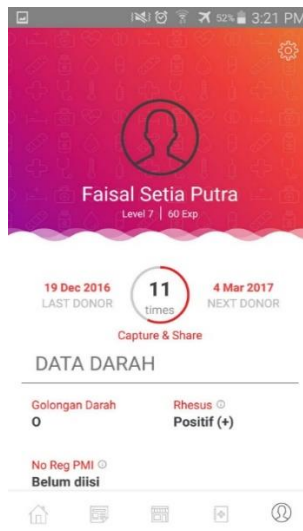 52% 3:21 PM
Faisal Setia Putra
Level 7 | 60 Exp
19 Dec 2016
LAST DONOR
11
times
4 Mar 2017
NEXT DONOR
Capture & Share
DATA DARAH
Golongan Darah
O
Rhesus
Positif (+)
No Reg PMI
Belum diisi